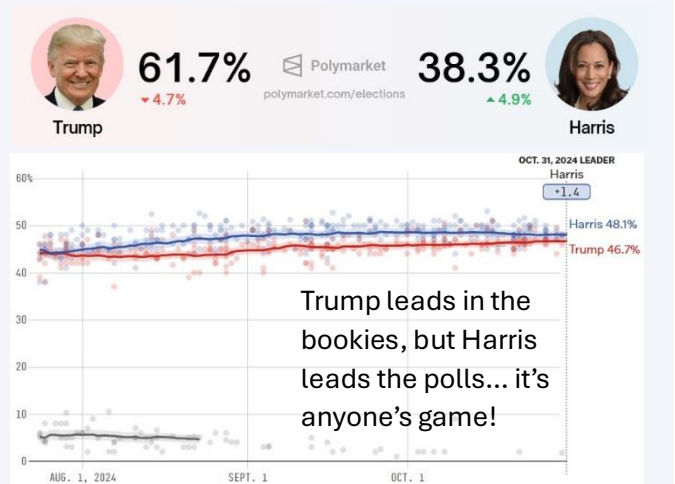 61.7%
Polymarket
38.3%
▼4.7%
polymarket.com/elections
▲4.9%
Trump
Harris
OCT. 31, 2024 LEADER
Harris
+1.4
60%
50
40
30
20
10
0
Harris 48.1%
Trump 46.7%
Trump leads in the
bookies, but Harris
leads the polls... it's
anyone's game!
AUG. 1, 2024
SEPT. 1
OCT. 1